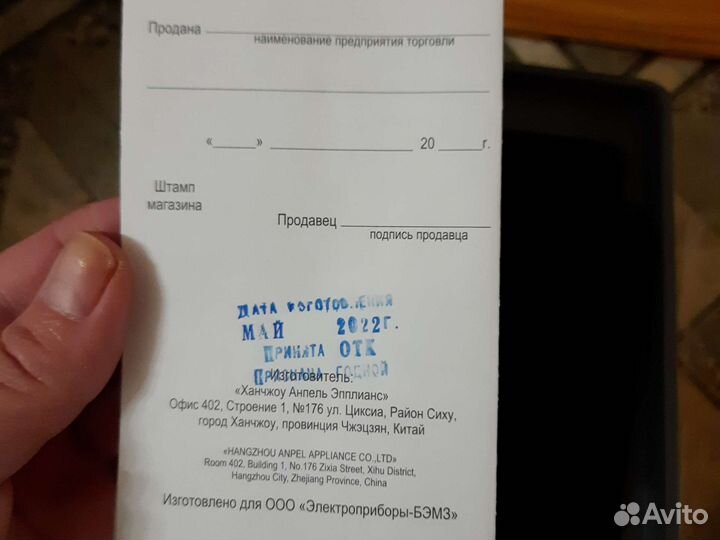 Продана
наименование предприятия торговли
« » 20 г.
Штамп
магазина
Продавец
подпись продавца
ДАТА ИЗГОТОВЛЕНИЯ
МАЙ 2022г.
ПРИНЯТА ОТК
ПРИЗНАНА ГОДНОЙ
Изготовитель:
«Ханчжоу Анпель Эпплианс»
Офис 402, Строение 1, №176 ул. Циксиа, Район Сиху,
город Ханчжоу, провинция Чжэцзян, Китай
«HANGZHOU ANPEL APPLIANCE CO.,LTD»
Room 402, Building 1, No.176 Zixia Street, Xihu District,
Hangzhou City, Zhejiang Province, China
Изготовлено для ООО «Электроприборы-БЭМЗ»
Avito